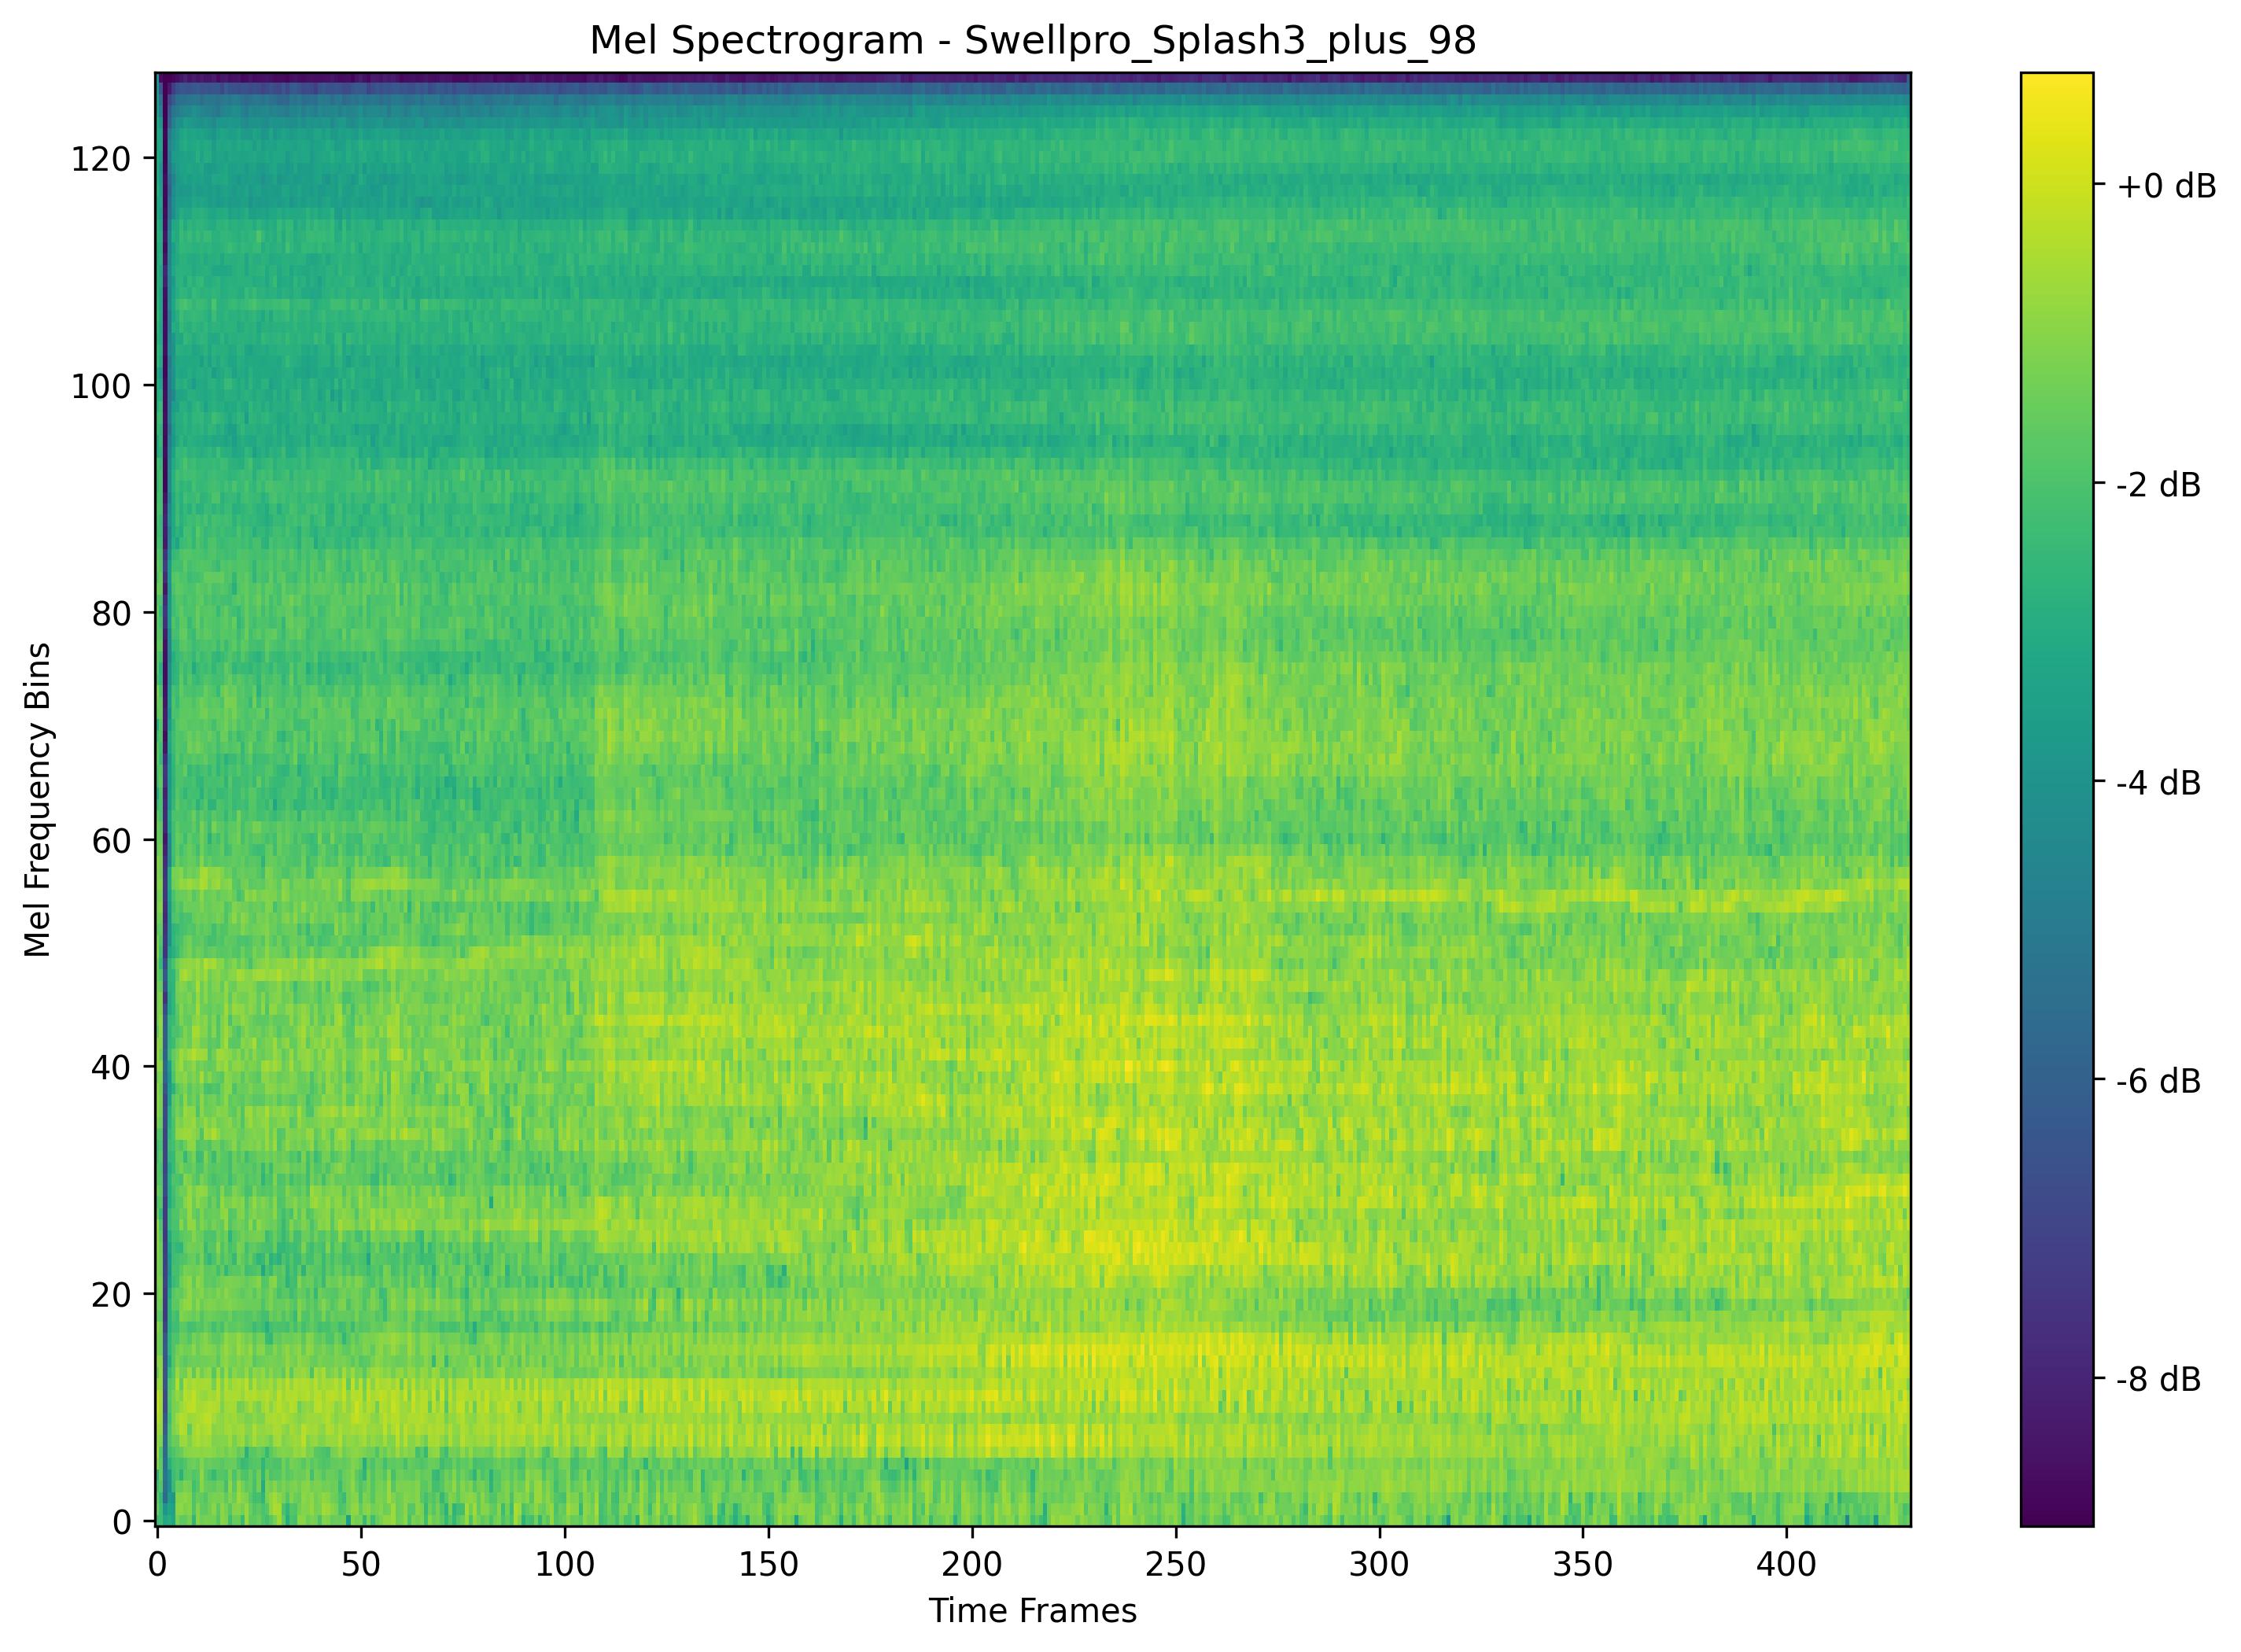 Mel Spectrogram - Swellpro_Splash3_plus_98
Mel Frequency Bins
120
100
80
60
40
20
0
0 50 100 150 200 250 300 350 400
Time Frames
+0 dB
-2 dB
-4 dB
-6 dB
-8 dB